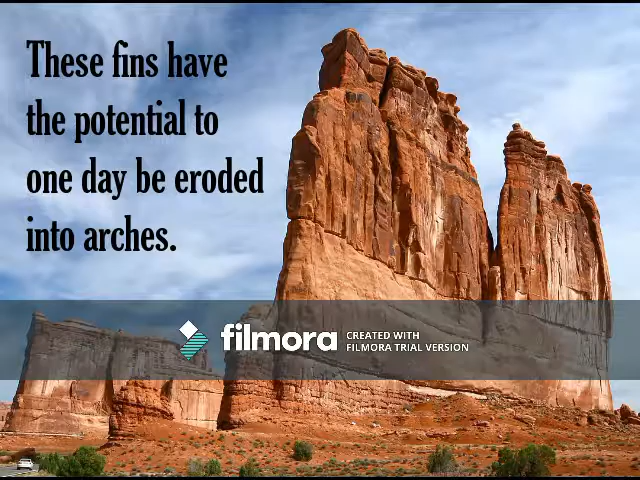 These fins have
the potential to
one day be eroded
into arches.
filmora
CREATED WITH
FILMORA TRIAL VERSION